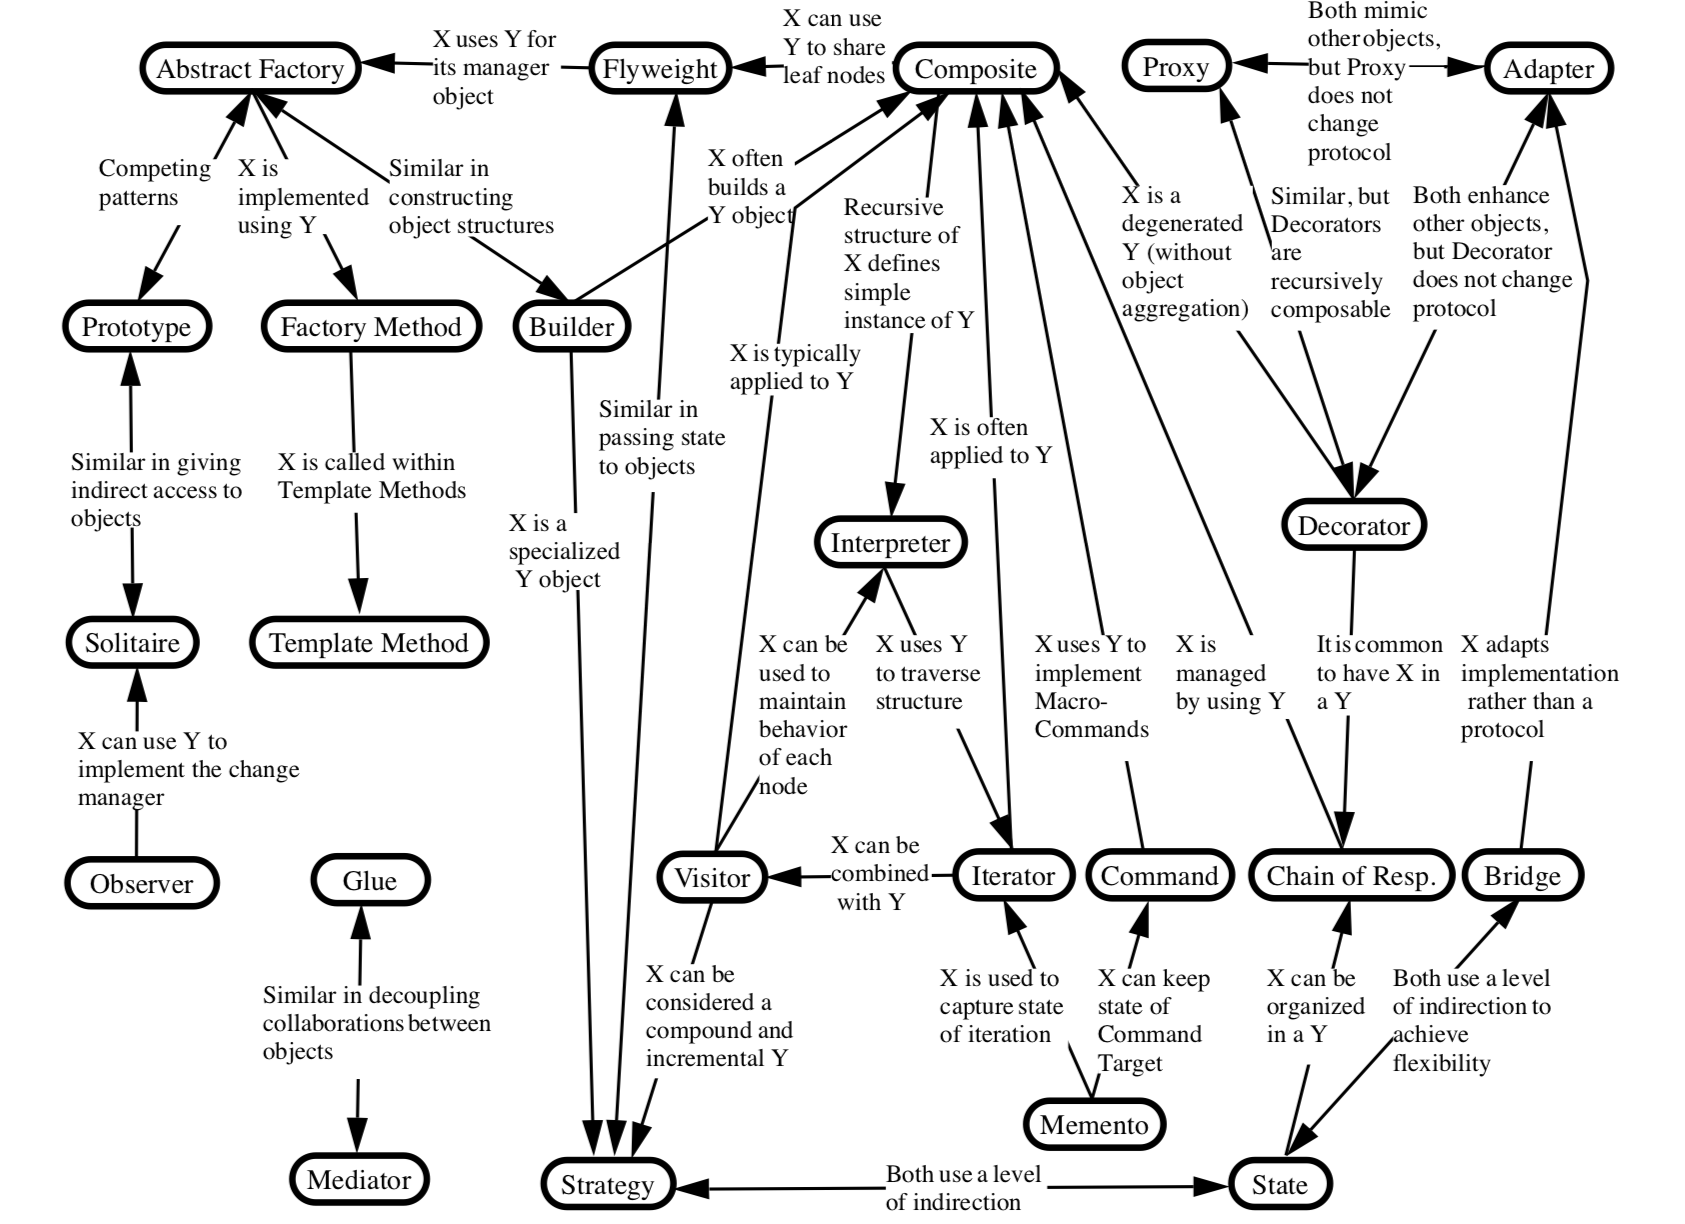 Abstract Factory
X uses Y for
its manager
object
Flyweight
X can use
Y to share
leaf nodes
Composite
Proxy
Both mimic
other objects,
but Proxy
does not
change
protocol
Adapter
Competing
patterns
X is
implemented
using Y
Similar in
constructing
object structures
X often
builds a
Y object
Recursive
structure of
X defines
simple
instance of Y
X is a
degenerated
Y (without
object
aggregation)
Similar, but
Decorators
are
recursively
composable
Both enhance
other objects,
but Decorator
does not change
protocol
Prototype
Factory Method
Builder
X is typically
applied to Y
Similar in
passing state
to objects
X is often
applied to Y
Similar in giving
indirect access to
objects
X is called within
Template Methods
X is a
specialized
Y object
Interpreter
Decorator
Solitaire
Template Method
X can be
used to
maintain
behavior
of each
node
X uses Y
to traverse
structure
X uses Y to
implement
Macro-
Commands
X is
managed
by using Y
It is common
to have X in
a Y
X adapts
implementation
rather than a
protocol
X can use Y to
implement the change
manager
Observer
Glue
Visitor
X can be
combined
with Y
Iterator
Command
Chain of Resp.
Bridge
Similar in decoupling
collaborations between
objects
X can be
considered a
compound and
incremental Y
X is used to
capture state
of iteration
X can keep
state of
Command
Target
X can be
organized
in a Y
Both use a level
of indirection to
achieve
flexibility
Memento
Mediator
Strategy
Both use a level
of indirection
State